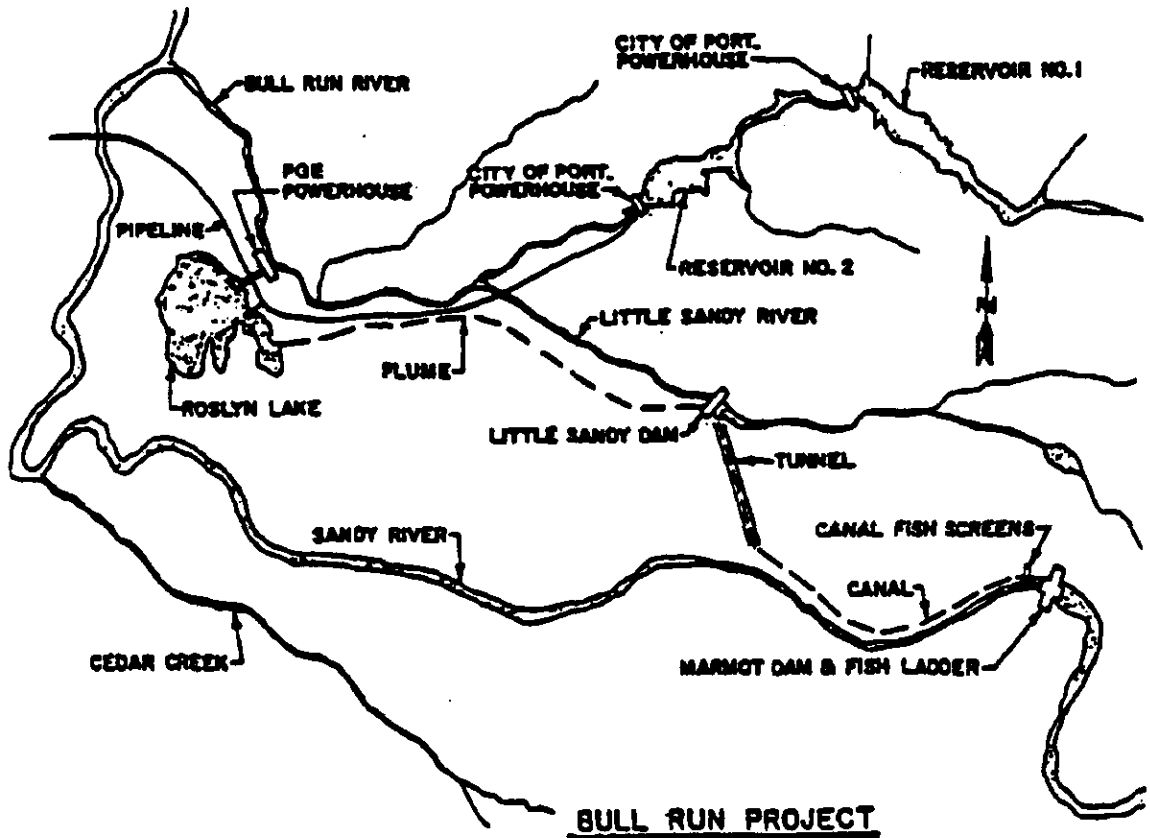 CITY OF PORT.
POWERHOUSE
RESERVOIR NO. 1
BULL RUN RIVER
PGE
POWERHOUSE
CITY OF PORT.
POWERHOUSE
PIPELINE
RESERVOIR NO. 2
N
LITTLE SANDY RIVER
FLUME
ROSLYN LAKE
LITTLE SANDY DAM
TUNNEL
SANDY RIVER
CANAL FISH SCREENS
CANAL
CEDAR CREEK
MARMOT DAM & FISH LADDER
BULL RUN PROJECT